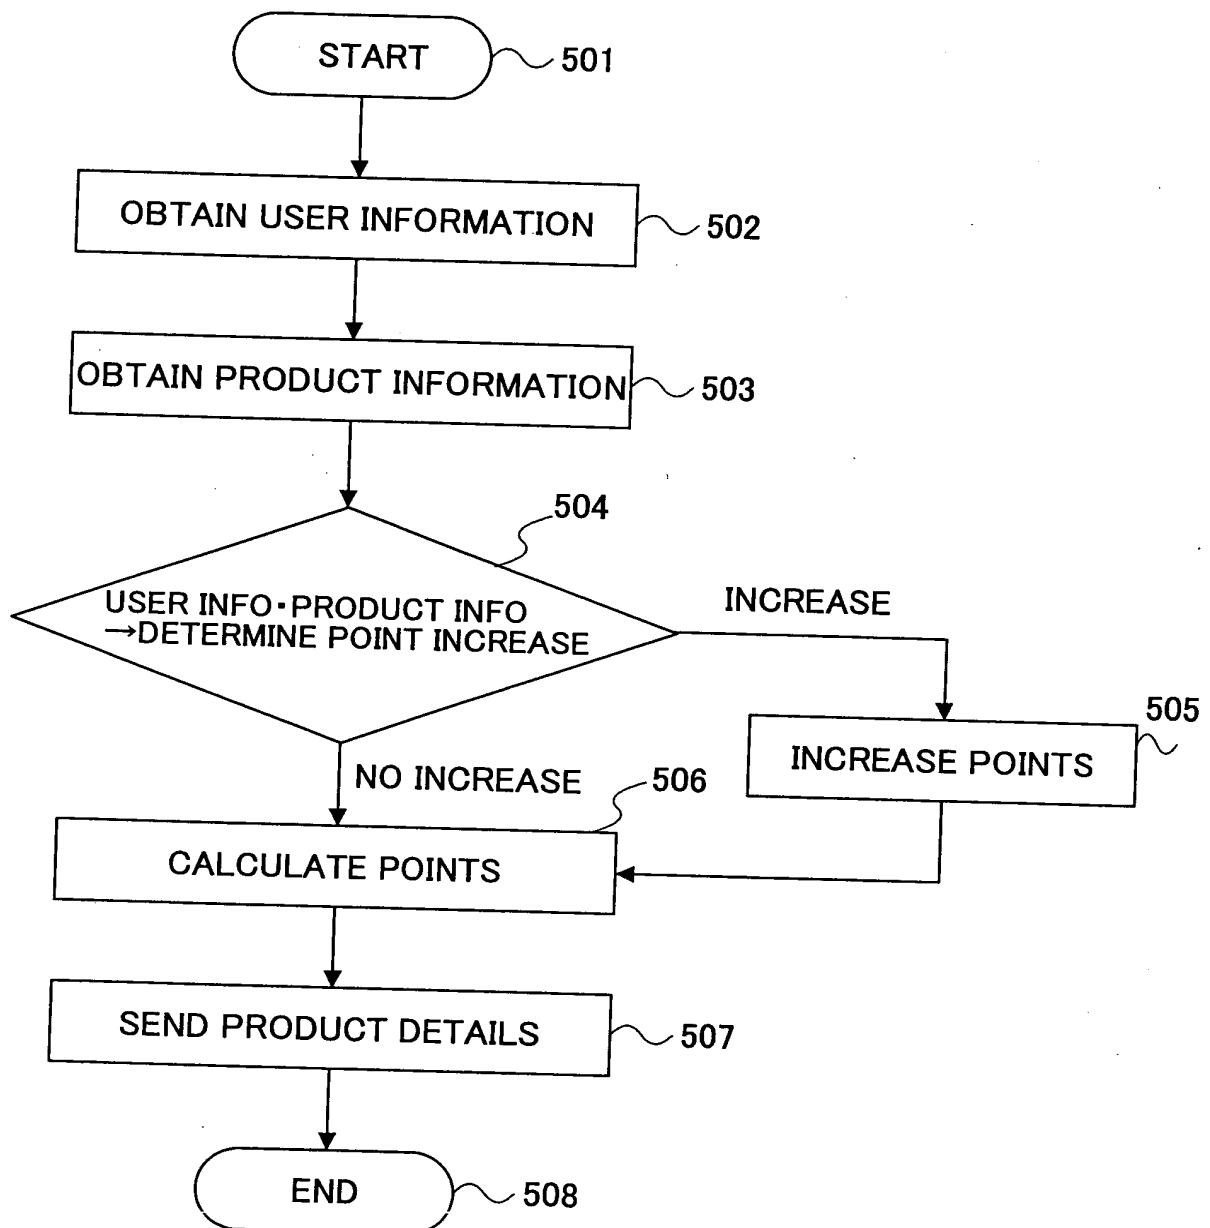 START
501
OBTAIN USER INFORMATION
502
OBTAIN PRODUCT INFORMATION
503
504
USER INFO・PRODUCT INFO
→DETERMINE POINT INCREASE
INCREASE
505
INCREASE POINTS
NO INCREASE
506
CALCULATE POINTS
SEND PRODUCT DETAILS
507
END
508